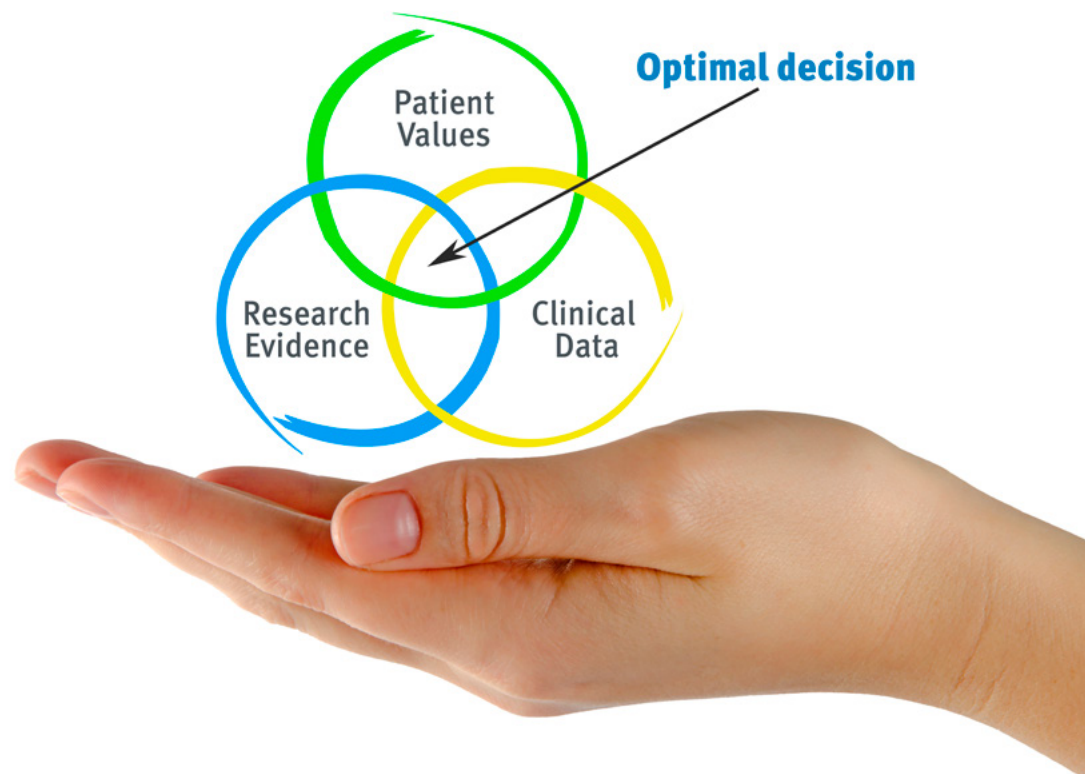 Optimal decision
Patient
Values
Research
Evidence
Clinical
Data